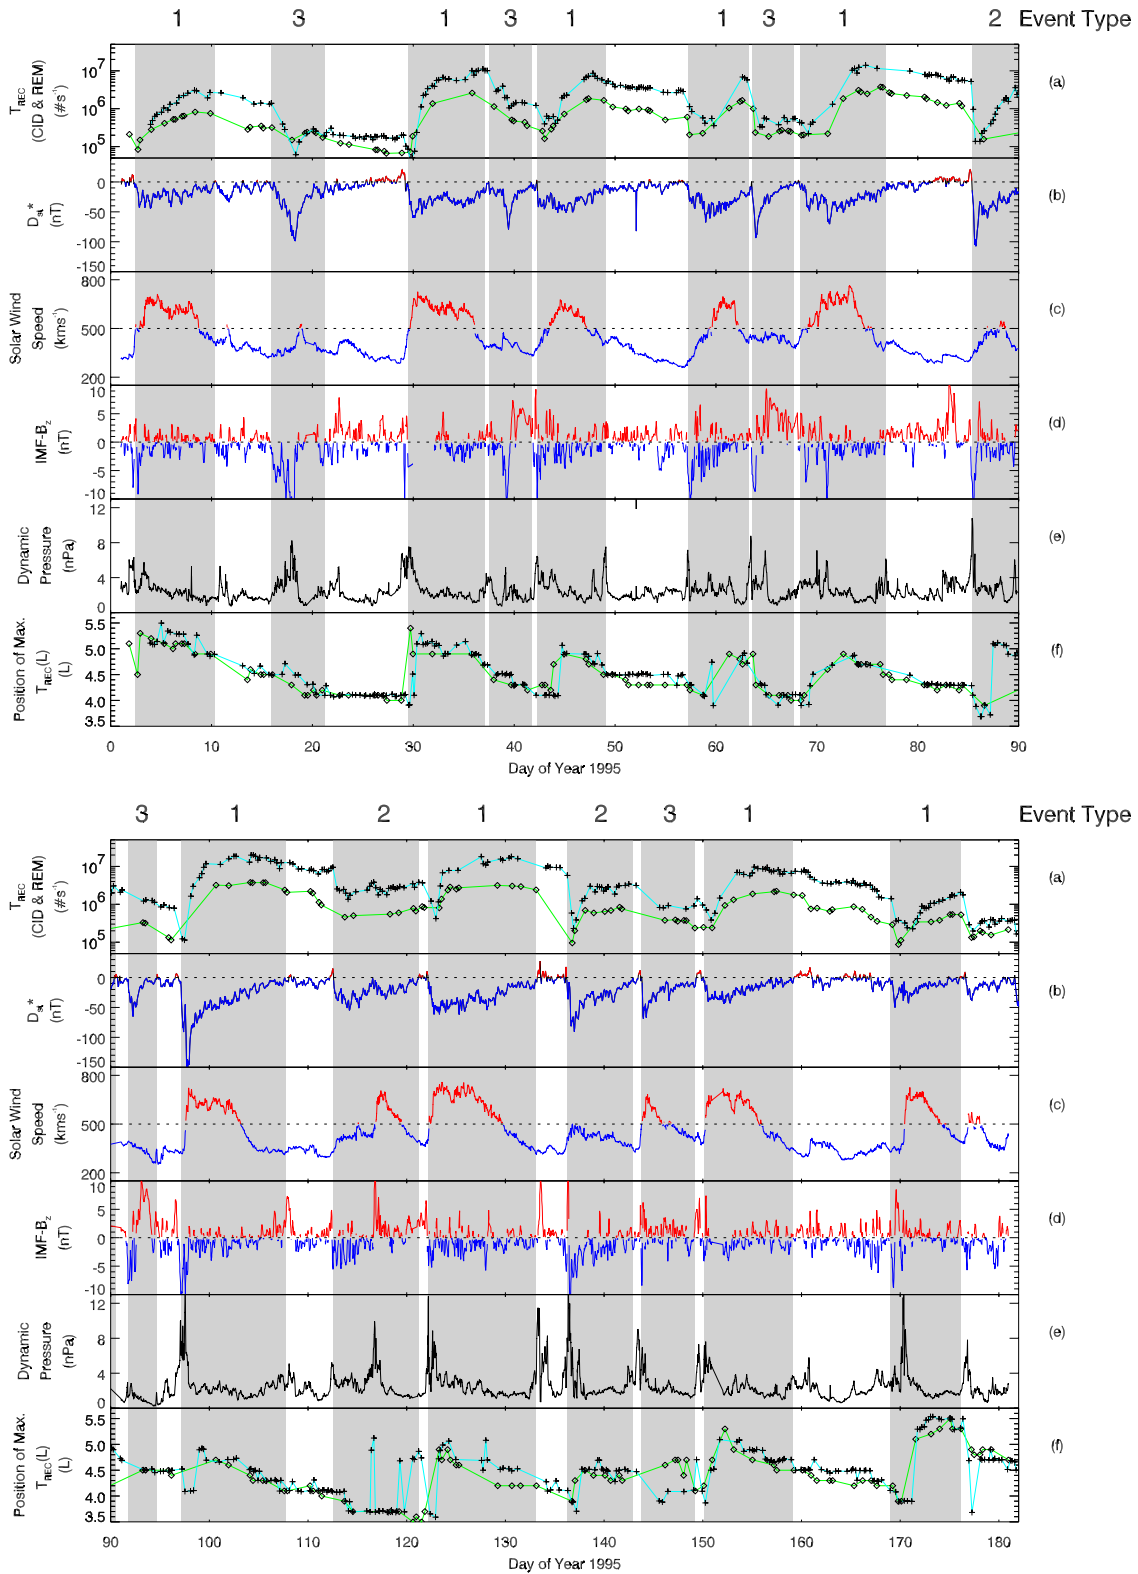 1 3 1 3 1 1 3 1 2 Event Type
T_REC
(CID & REM)
(#s⁻¹)
10⁷
10⁶
10⁵
(a)
D_st*
(nT)
0
-50
-100
-150
(b)
Solar Wind
Speed
(kms⁻¹)
800
500
200
(c)
IMF-B_z
(nT)
10
5
0
-5
-10
(d)
Dynamic
Pressure
(nPa)
12
8
4
0
(e)
Position of Max.
T_REC(L)
(L)
5.5
5.0
4.5
4.0
3.5
(f)
0 10 20 30 40 50 60 70 80 90
Day of Year 1995
3 1 2 1 2 3 1 1 Event Type
T_REC
(CID & REM)
(#s⁻¹)
10⁷
10⁶
10⁵
(a)
D_st*
(nT)
0
-50
-100
-150
(b)
Solar Wind
Speed
(kms⁻¹)
800
500
200
(c)
IMF-B_z
(nT)
10
5
0
-5
-10
(d)
Dynamic
Pressure
(nPa)
12
8
4
0
(e)
Position of Max.
T_REC(L)
(L)
5.5
5.0
4.5
4.0
3.5
(f)
90 100 110 120 130 140 150 160 170 180
Day of Year 1995